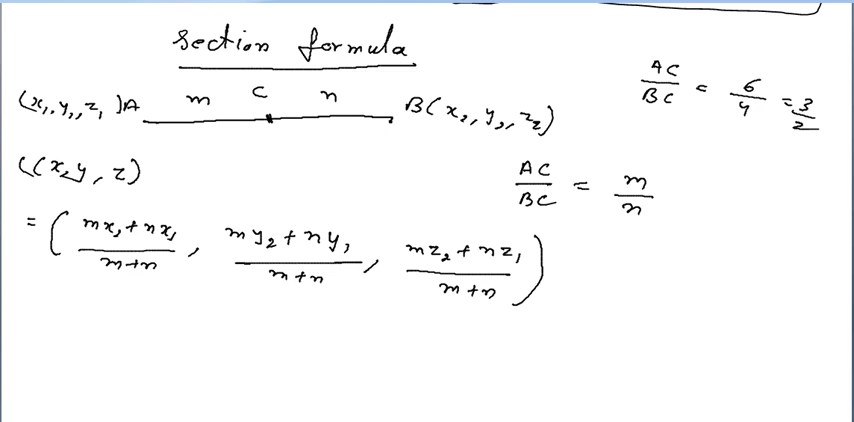 Section formula
(x₁, y₁, z₁)A m C n B(x₂, y₂, z₂)
AC/BC = 6/4 = 3/2
C(x, y, z)
AC/BC = m/n
= ( (mx₂+nx₁)/(m+n), (my₂+ny₁)/(m+n), (mz₂+nz₁)/(m+n) )